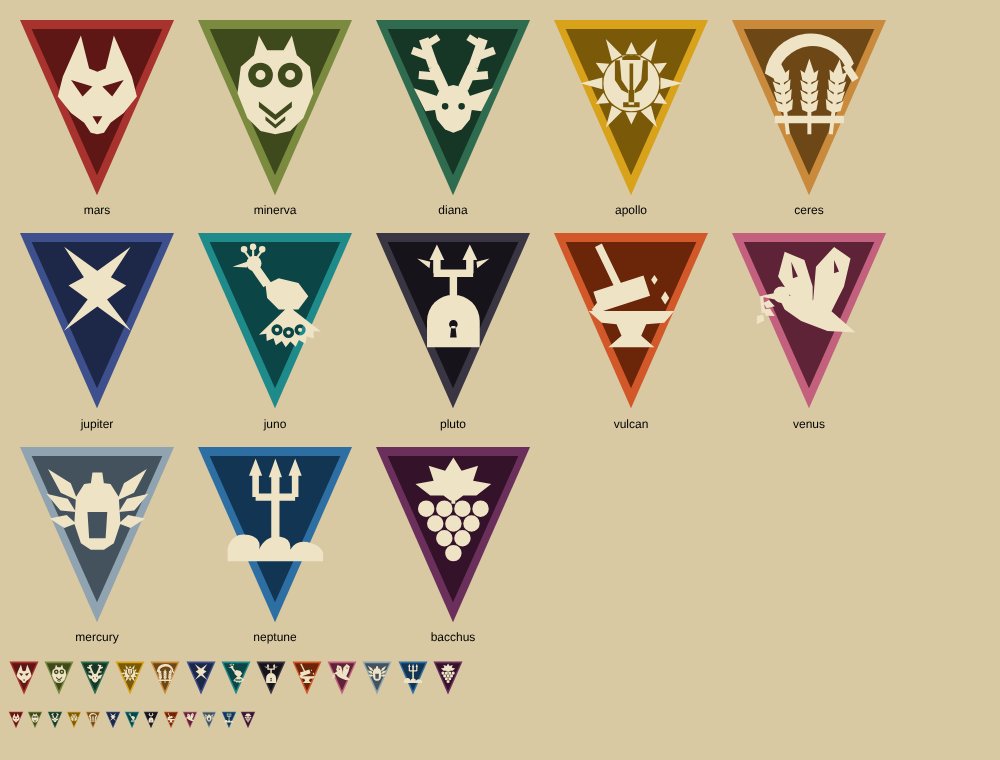 mars minerva diana apollo ceres
jupiter juno pluto vulcan venus
mercury neptune bacchus